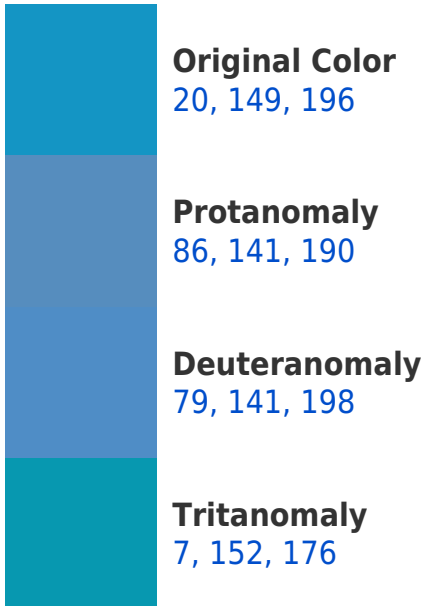 Original Color
20, 149, 196
Protanomaly
86, 141, 190
Deuteranomaly
79, 141, 198
Tritanomaly
7, 152, 176